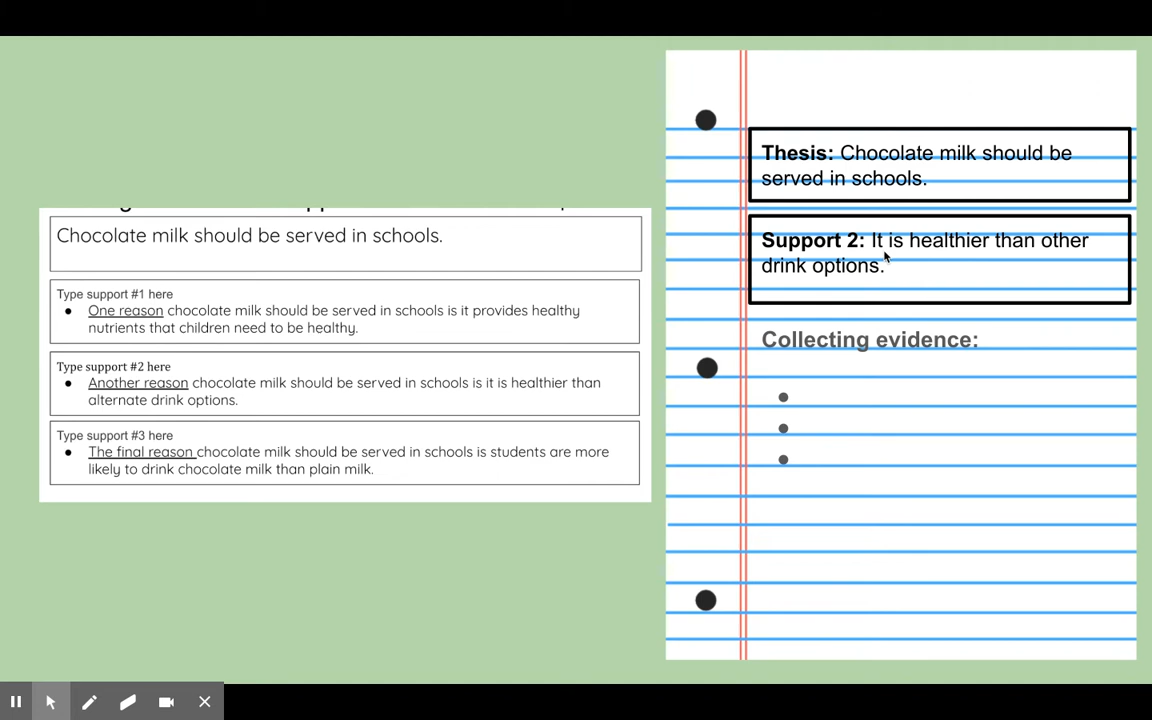 Chocolate milk should be served in schools.
Type support #1 here
● One reason chocolate milk should be served in schools is it provides healthy
nutrients that children need to be healthy.
Type support #2 here
● Another reason chocolate milk should be served in schools is it is healthier than
alternate drink options.
Type support #3 here
● The final reason chocolate milk should be served in schools is students are more
likely to drink chocolate milk than plain milk.
Thesis: Chocolate milk should be
served in schools.
Support 2: It is healthier than other
drink options.
Collecting evidence:
●
●
●